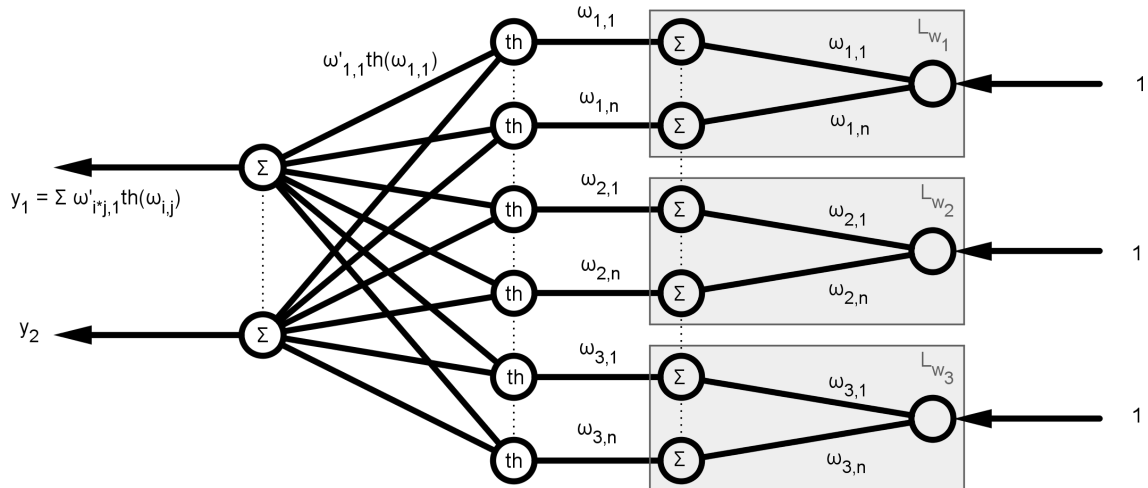 ω1,1
th
Σ
ω1,1
Lw1
ω'1,1th(ω1,1)
1
ω1,n
th
Σ
ω1,n
Σ
y1 = Σ ω'i*j,1th(ωi,j)
ω2,1
th
Σ
ω2,1
Lw2
1
ω2,n
th
Σ
ω2,n
Σ
y2
ω3,1
th
Σ
ω3,1
Lw3
1
ω3,n
th
Σ
ω3,n